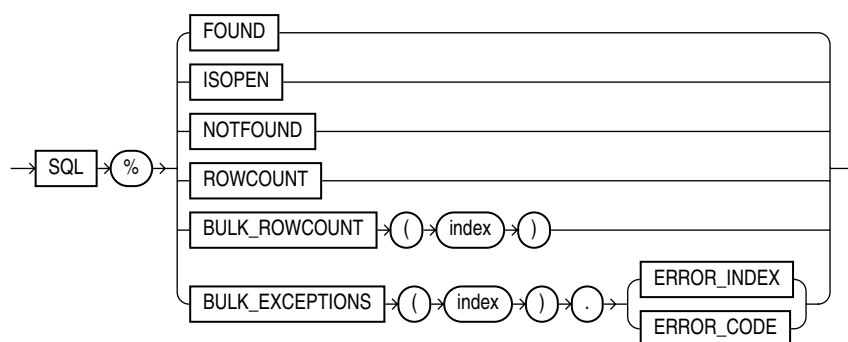 FOUND
ISOPEN
NOTFOUND
SQL %
ROWCOUNT
BULK_ROWCOUNT ( index )
ERROR_INDEX
BULK_EXCEPTIONS ( index ) .
ERROR_CODE